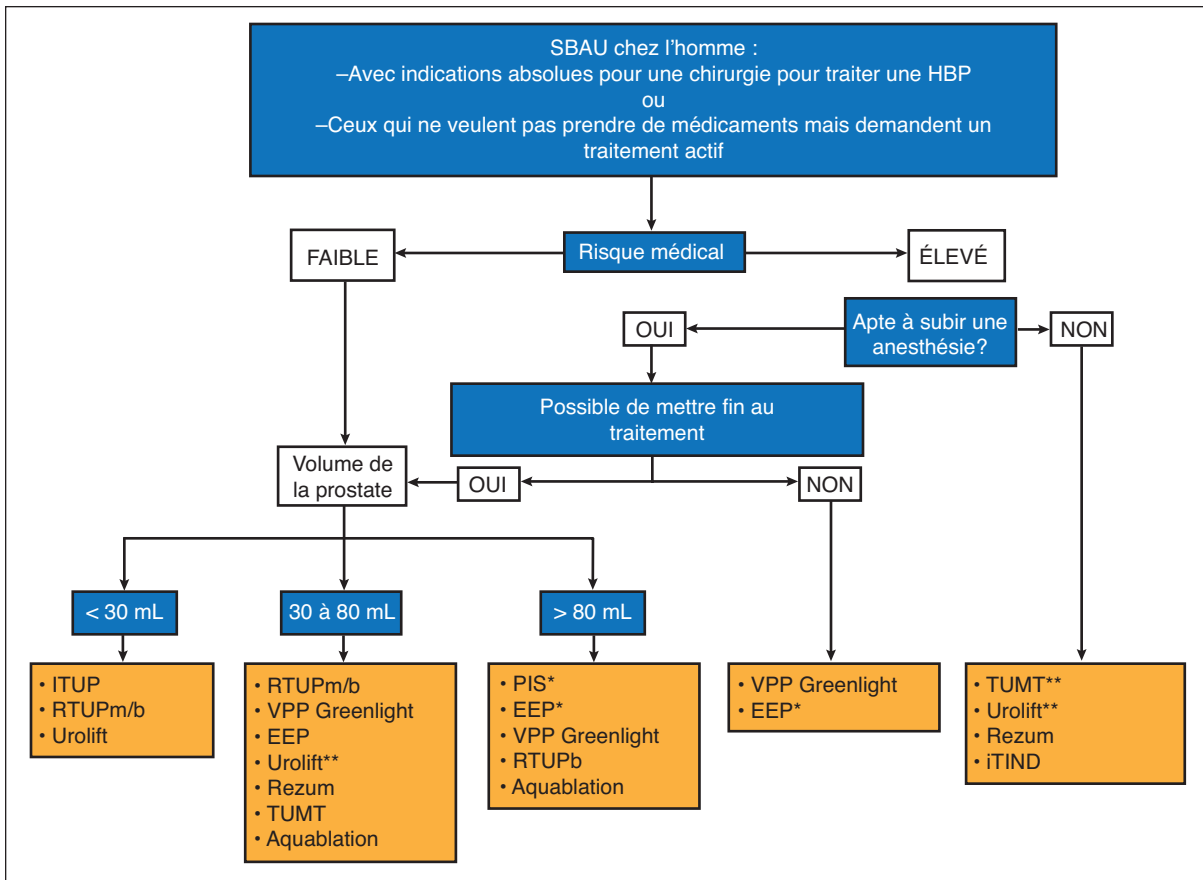 SBAU chez l’homme :
–Avec indications absolues pour une chirurgie pour traiter une HBP
ou
–Ceux qui ne veulent pas prendre de médicaments mais demandent un
traitement actif
FAIBLE
Risque médical
ÉLEVÉ
OUI
Apte à subir une
anesthésie?
NON
Possible de mettre fin au
traitement
Volume de
la prostate
OUI
NON
< 30 mL
30 à 80 mL
> 80 mL
• ITUP
• RTUPm/b
• Urolift
• RTUPm/b
• VPP Greenlight
• EEP
• Urolift**
• Rezum
• TUMT
• Aquablation
• PIS*
• EEP*
• VPP Greenlight
• RTUPb
• Aquablation
• VPP Greenlight
• EEP*
• TUMT**
• Urolift**
• Rezum
• iTIND